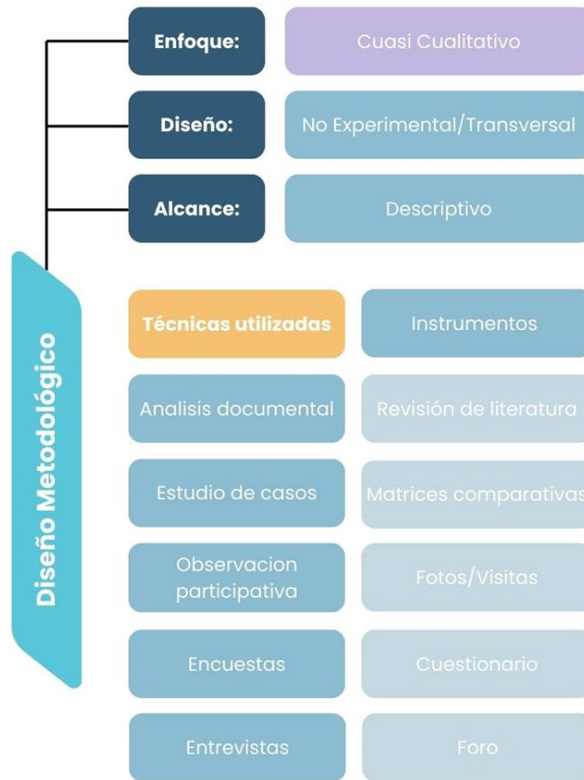 Enfoque:
Cuasi Cualitativo
Diseño:
No Experimental/Transversal
Alcance:
Descriptivo
Diseño Metodológico
Técnicas utilizadas
Instrumentos
Analisis documental
Revisión de literatura
Estudio de casos
Matrices comparativas
Observacion
participativa
Fotos/Visitas
Encuestas
Cuestionario
Entrevistas
Foro